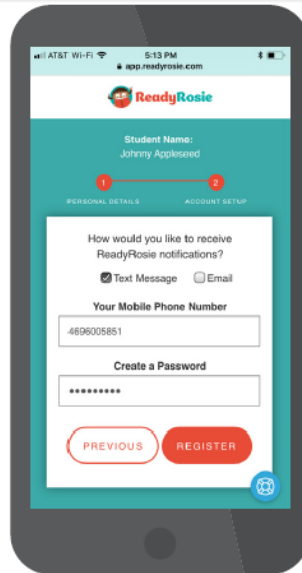 AT&T Wi-Fi 5:13 PM
app.readyrosie.com
ReadyRosie
Student Name:
Johnny Appleseed
1 2
PERSONAL DETAILS ACCOUNT SETUP
How would you like to receive
ReadyRosie notifications?
Text Message Email
Your Mobile Phone Number
4696005851
Create a Password
•••••••••
PREVIOUS REGISTER